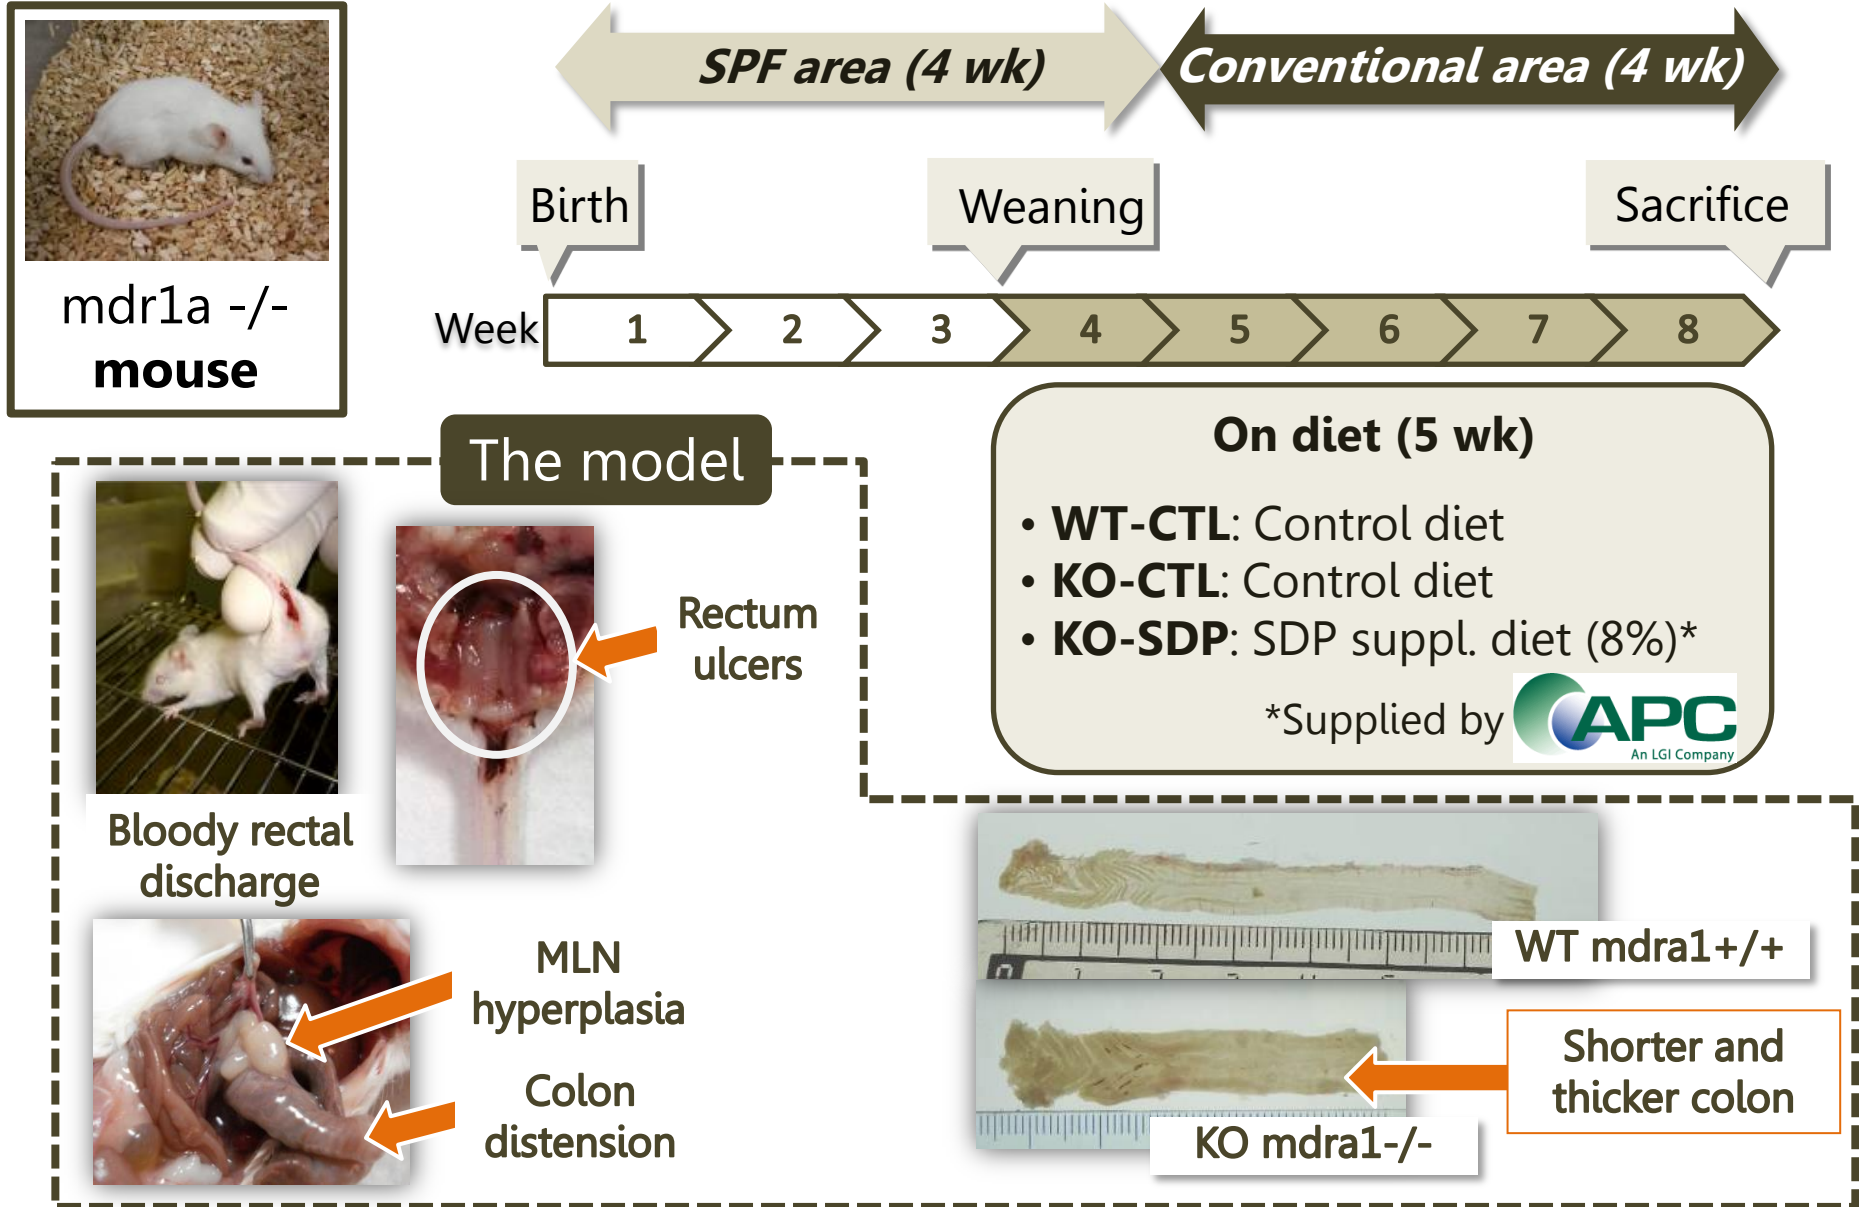 SPF area (4 wk)
Conventional area (4 wk)
Birth
Weaning
Sacrifice
mdr1a -/-
mouse
Week
1
2
3
4
5
6
7
8
On diet (5 wk)
• WT-CTL: Control diet
• KO-CTL: Control diet
• KO-SDP: SDP suppl. diet (8%)*
*Supplied by
APC
An LGI Company
The model
Rectum
ulcers
Bloody rectal
discharge
MLN
hyperplasia
Colon
distension
WT mdra1+/+
Shorter and
thicker colon
KO mdra1-/-